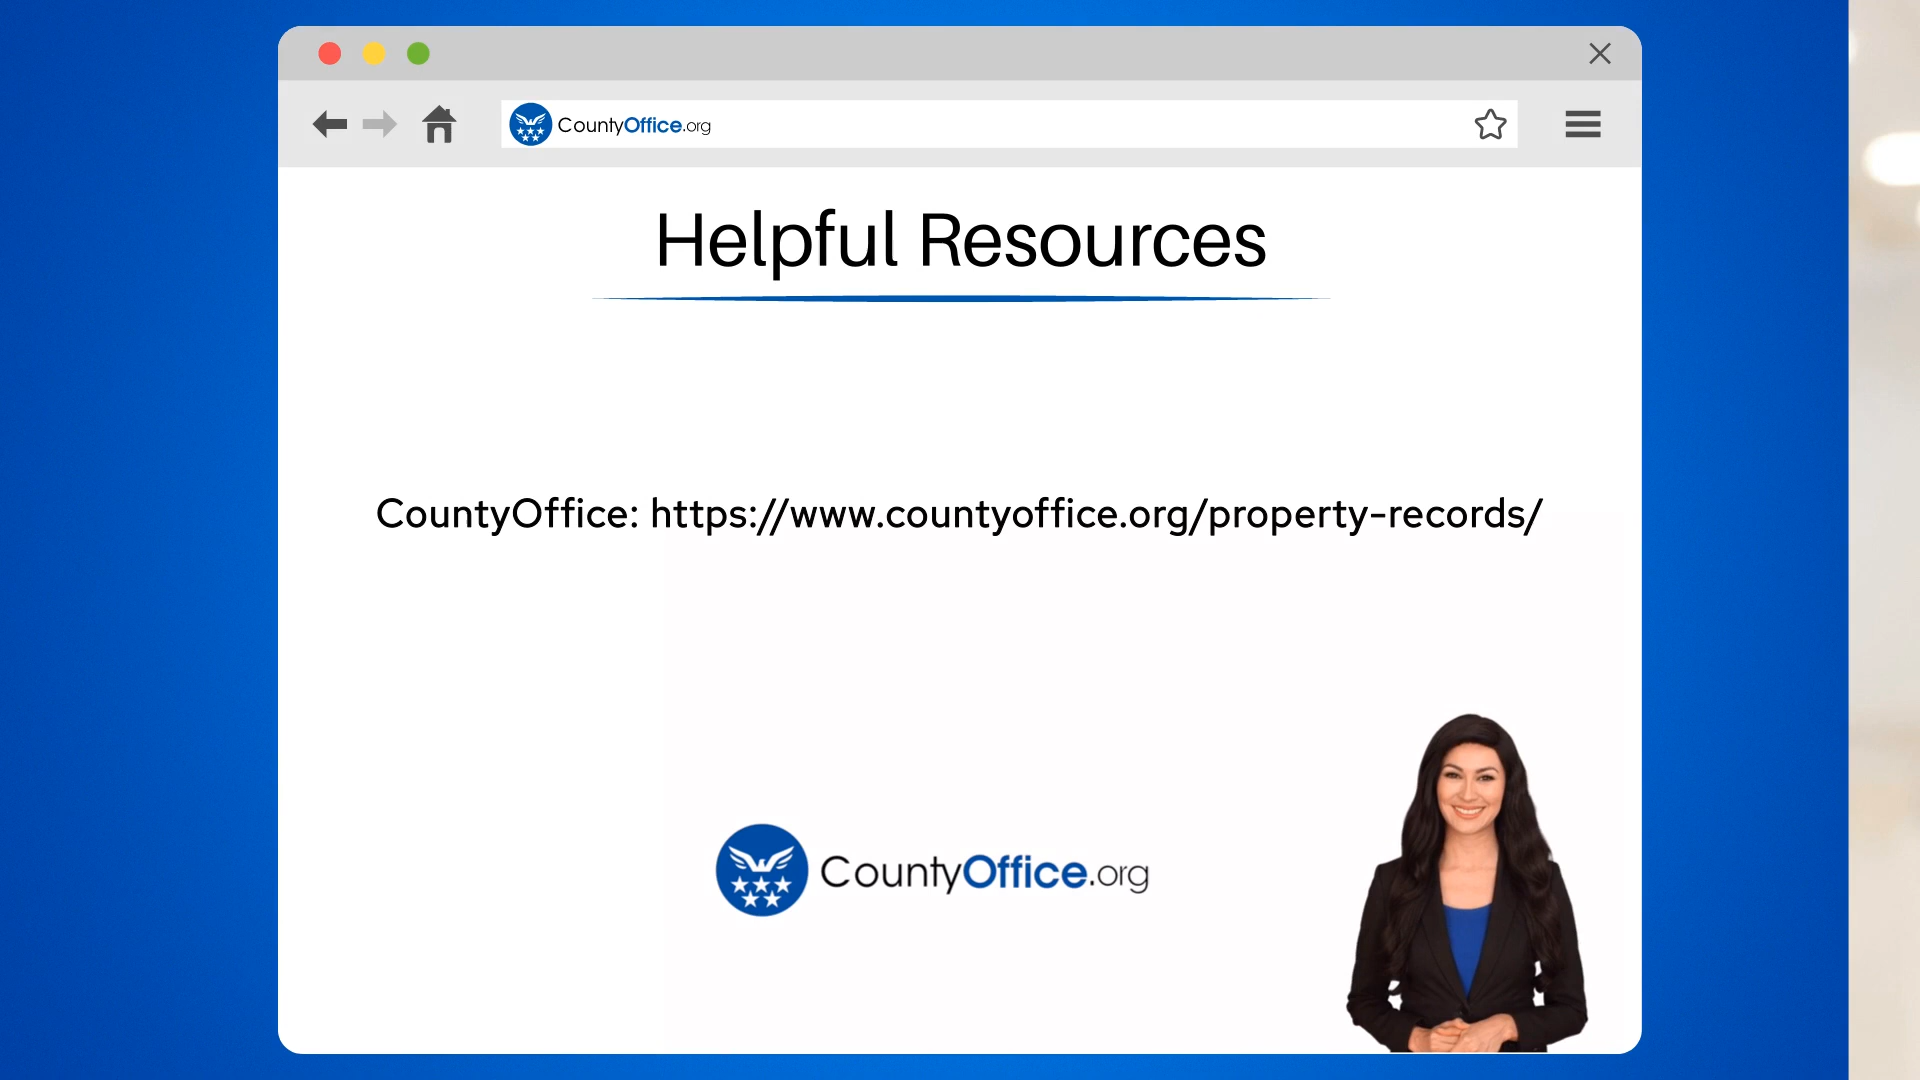 CountyOffice.org
Helpful Resources
CountyOffice: https://www.countyoffice.org/property-records/
CountyOffice.org